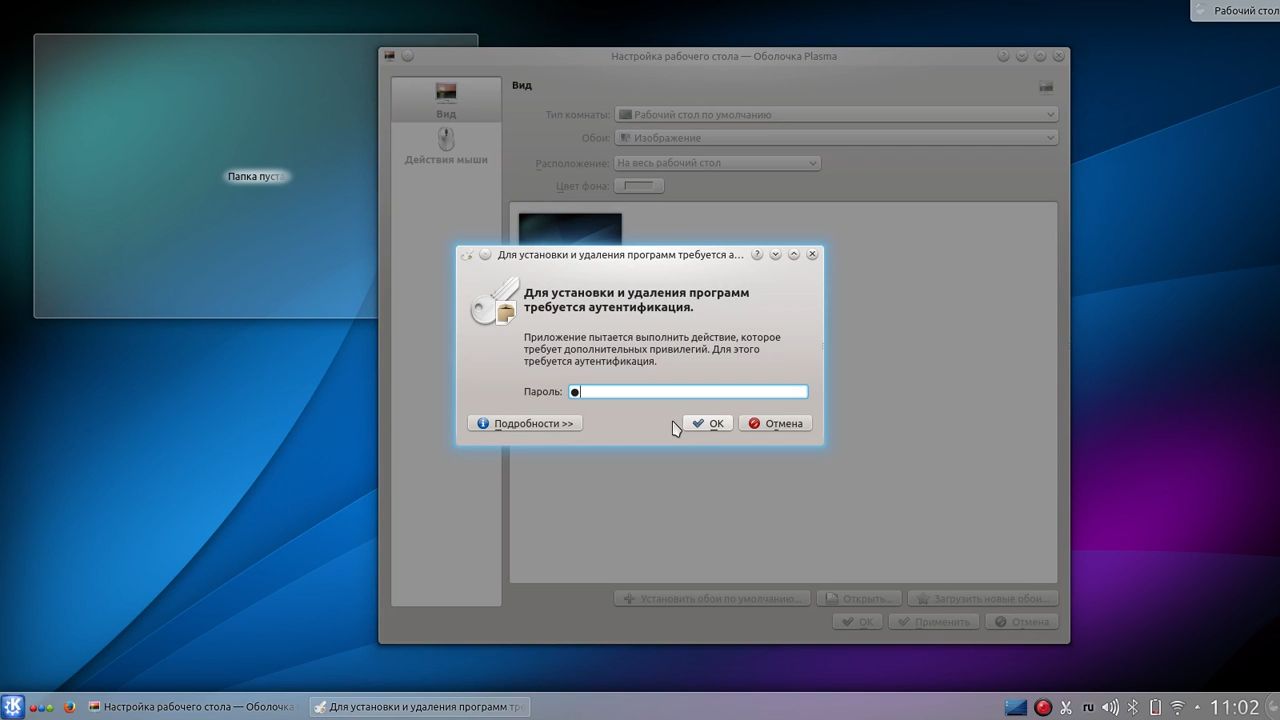 Рабочий стол
Настройка рабочего стола — Оболочка Plasma
Вид
Вид
Действия мыши
Тип комнаты:
Рабочий стол по умолчанию
Обои:
Изображение
Расположение:
На весь рабочий стол
Цвет фона:
Папка пуста
Для установки и удаления программ требуется а...
Для установки и удаления программ
требуется аутентификация.
Приложение пытается выполнить действие, которое
требует дополнительных привилегий. Для этого
требуется аутентификация.
Пароль:
Подробности >>
OK
Отмена
Установить обои по умолчанию...
Открыть...
Загрузить новые обои...
OK
Применить
Отмена
Настройка рабочего стола — Оболочка
Для установки и удаления программ тре
ru
11:02